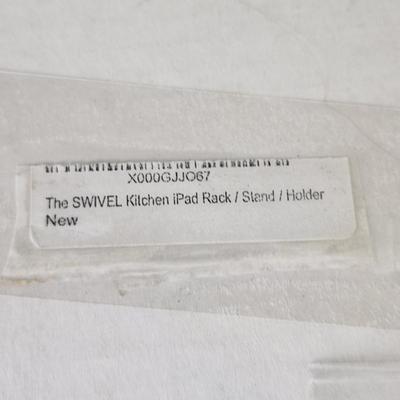 X000GJJO67
The SWIVEL Kitchen iPad Rack / Stand / Holder
New